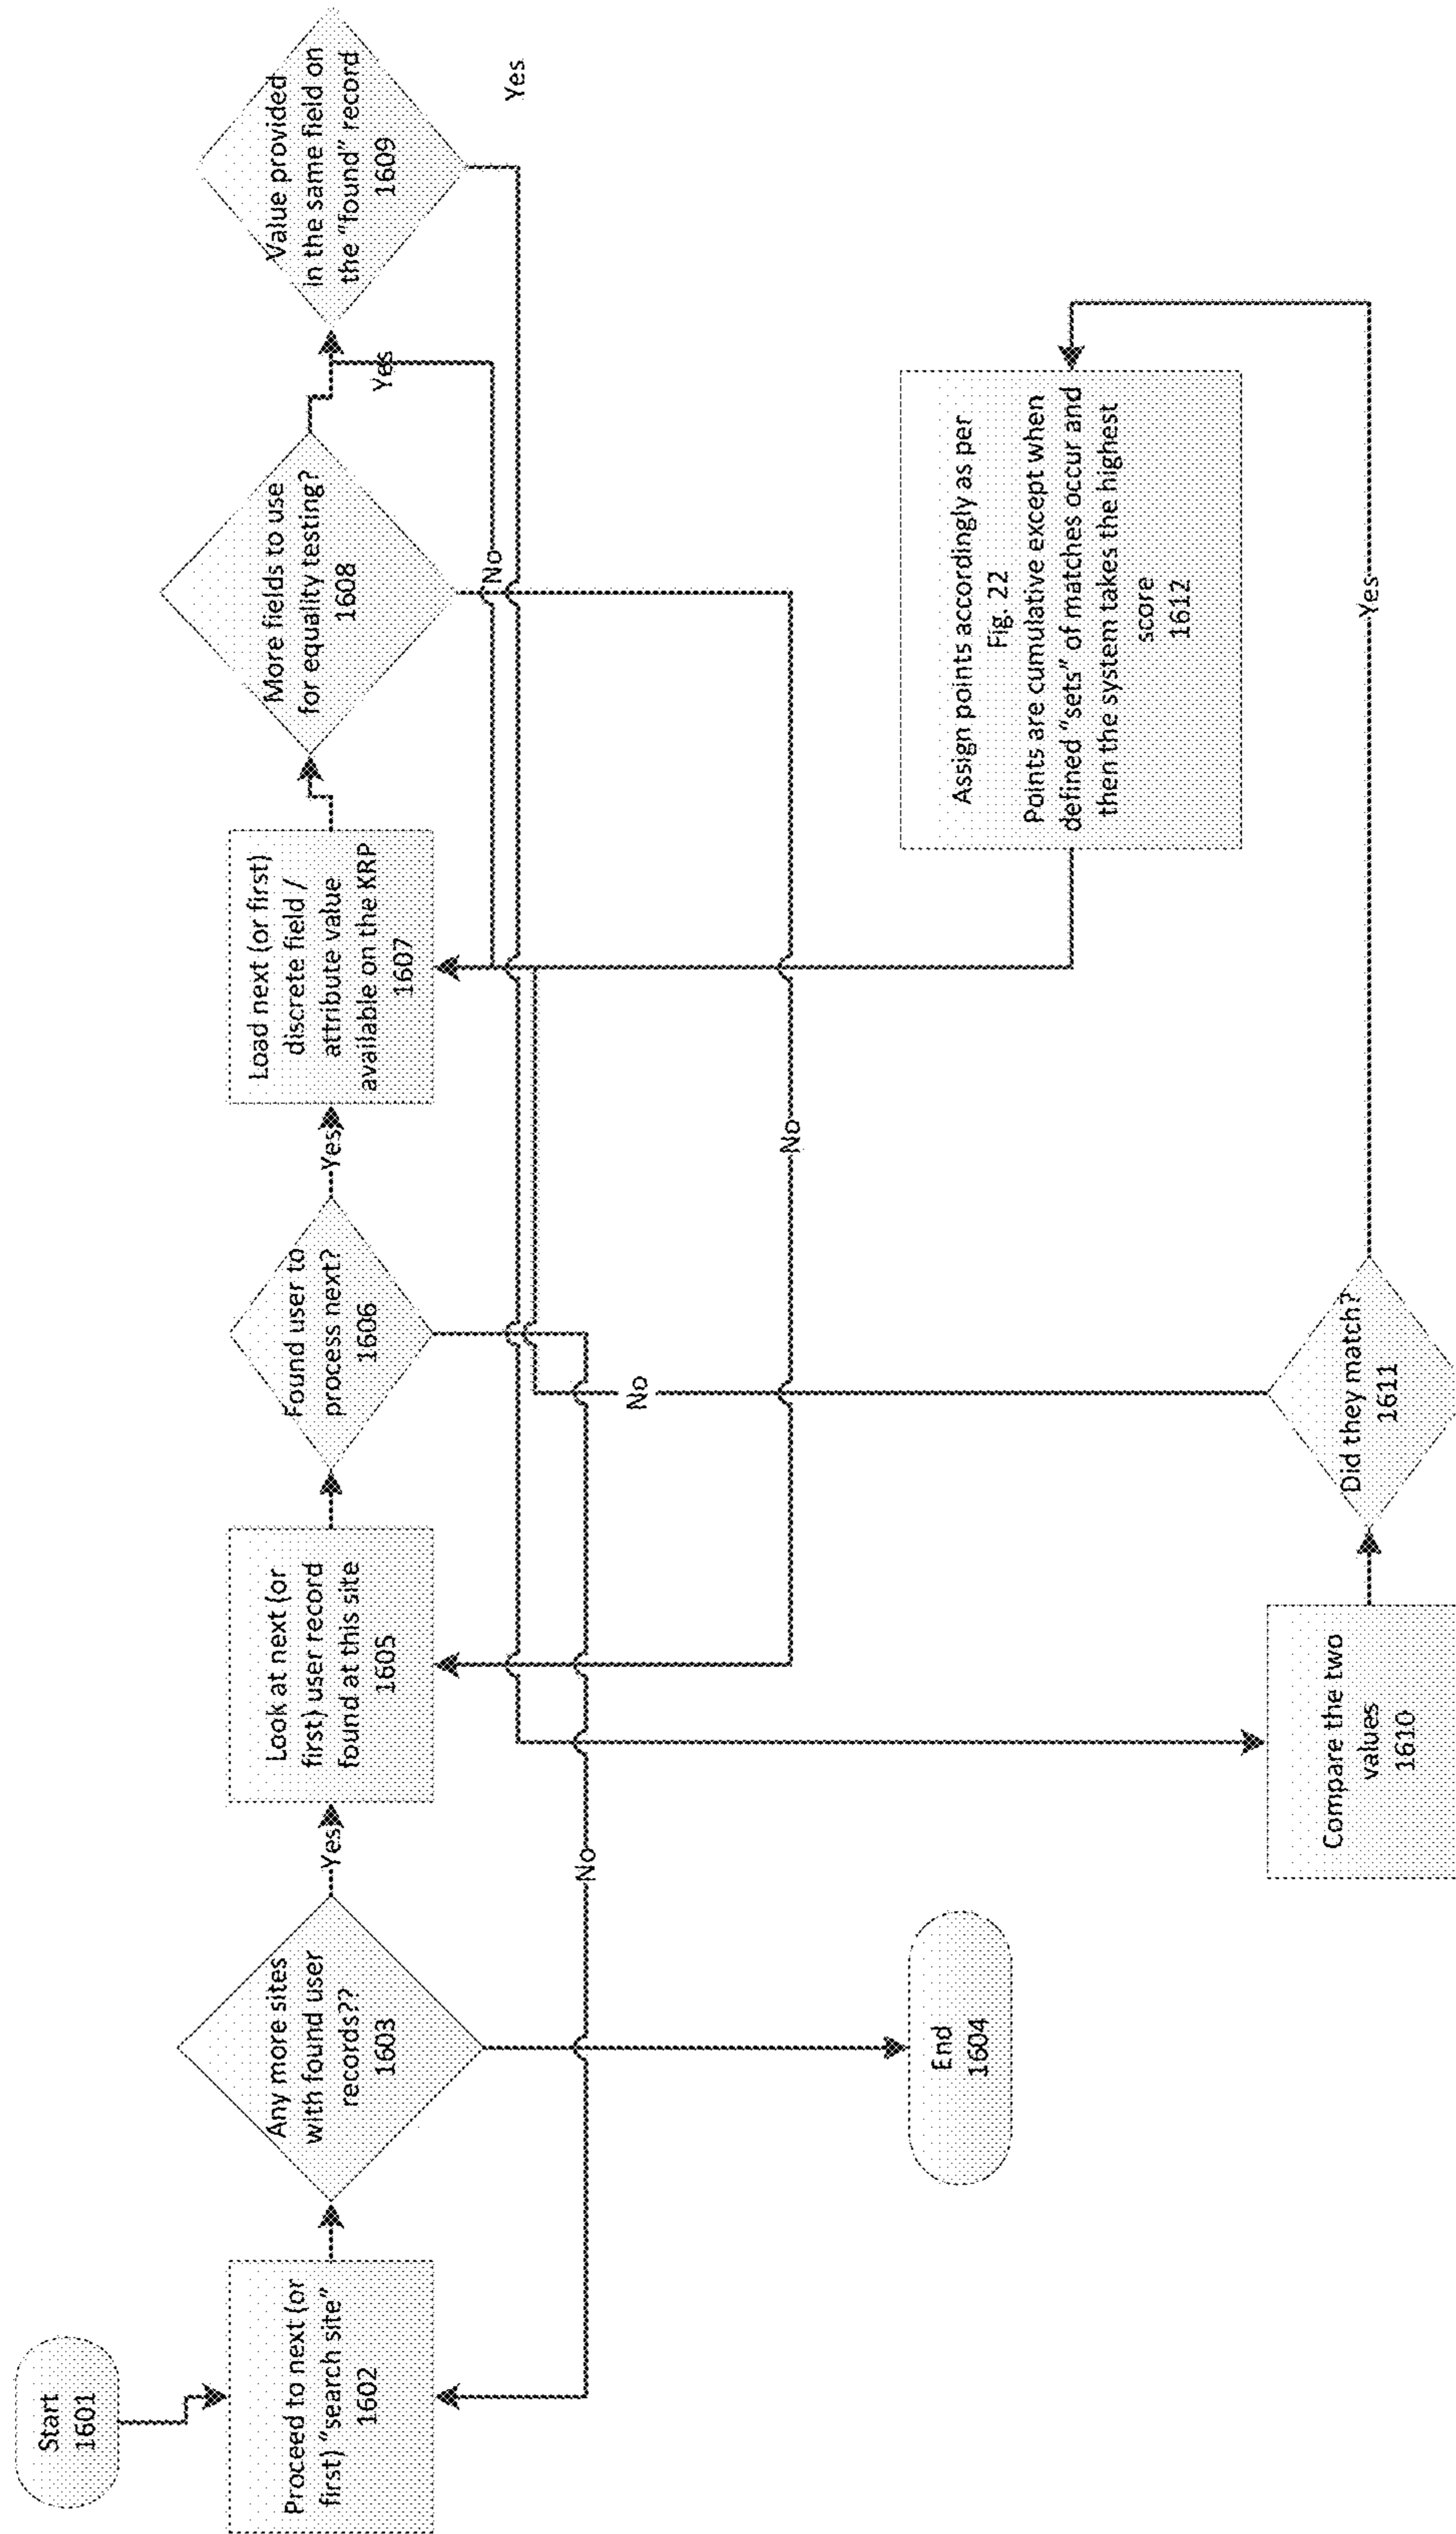 Start
1601
Proceed to next (or
first) "search site"
1602
Any more sites
with found user
records??
1603
Yes
End
1604
Look at next (or
first) user record
found at this site
1605
Found user to
process next?
1606
Yes
No
Load next (or first)
discrete field /
attribute value
available on the KRP
1607
More fields to use
for equality testing?
1608
Yes
No
No
Value provided
in the same field on
the "found" record
1609
Yes
Compare the two
values
1610
Did they match?
1611
No
Yes
Assign points accordingly as per
Fig. 22
Points are cumulative except when
defined "sets" of matches occur and
then the system takes the highest
score
1612